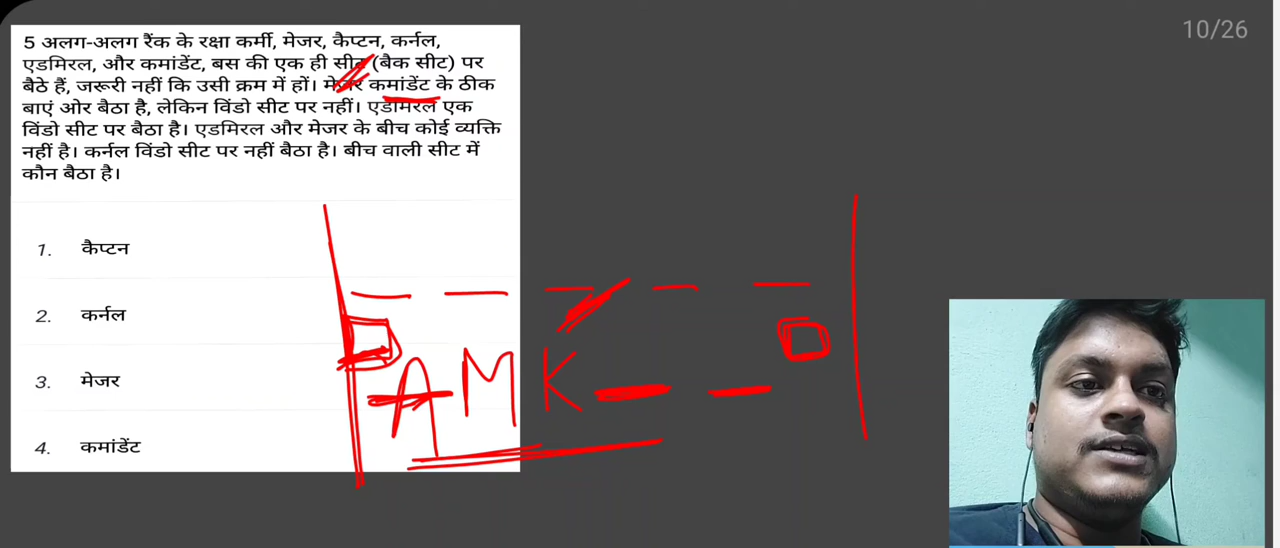 10/26
5 अलग-अलग रैंक के रक्षा कर्मी, मेजर, कैप्टन, कर्नल,
एडमिरल, और कमांडेंट, बस की एक ही सीट (बैक सीट) पर
बैठे हैं, जरूरी नहीं कि उसी क्रम में हों। मेजर कमांडेंट के ठीक
बाएं ओर बैठा है, लेकिन विंडो सीट पर नहीं। एडमिरल एक
विंडो सीट पर बैठा है। एडमिरल और मेजर के बीच कोई व्यक्ति
नहीं है। कर्नल विंडो सीट पर नहीं बैठा है। बीच वाली सीट में
कौन बैठा है।
1. कैप्टन
2. कर्नल
3. मेजर
4. कमांडेंट
A M K